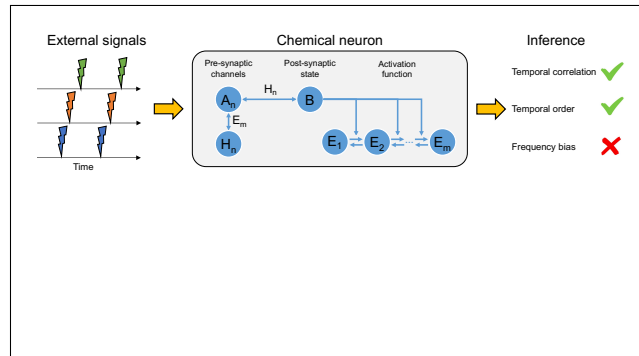 External signals
Chemical neuron
Inference
Pre-synaptic
channels
Post-synaptic
state
Activation
function
Temporal correlation
Temporal order
Frequency bias
Aₙ
Hₙ
B
Eₘ
Hₙ
E₁
E₂
...
Eₘ
Time